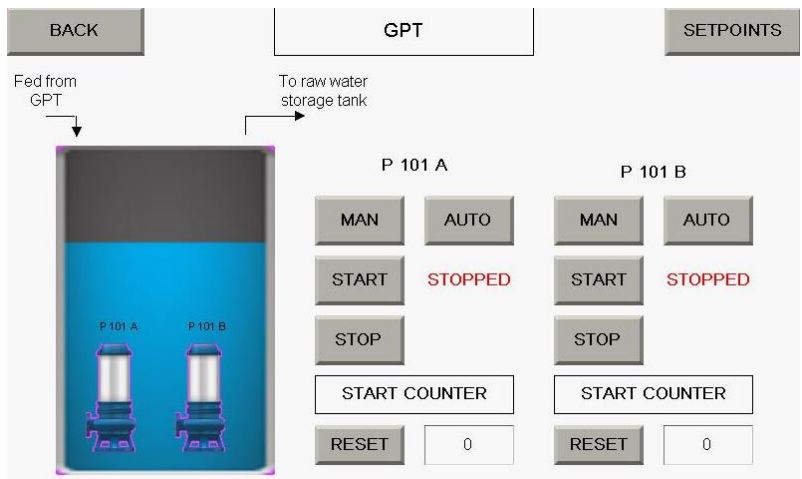 BACK
GPT
SETPOINTS
Fed from
GPT
To raw water
storage tank
P 101 A
P 101 B
MAN
AUTO
MAN
AUTO
START
STOPPED
START
STOPPED
P 101 A
P 101 B
STOP
STOP
START COUNTER
START COUNTER
RESET
0
RESET
0